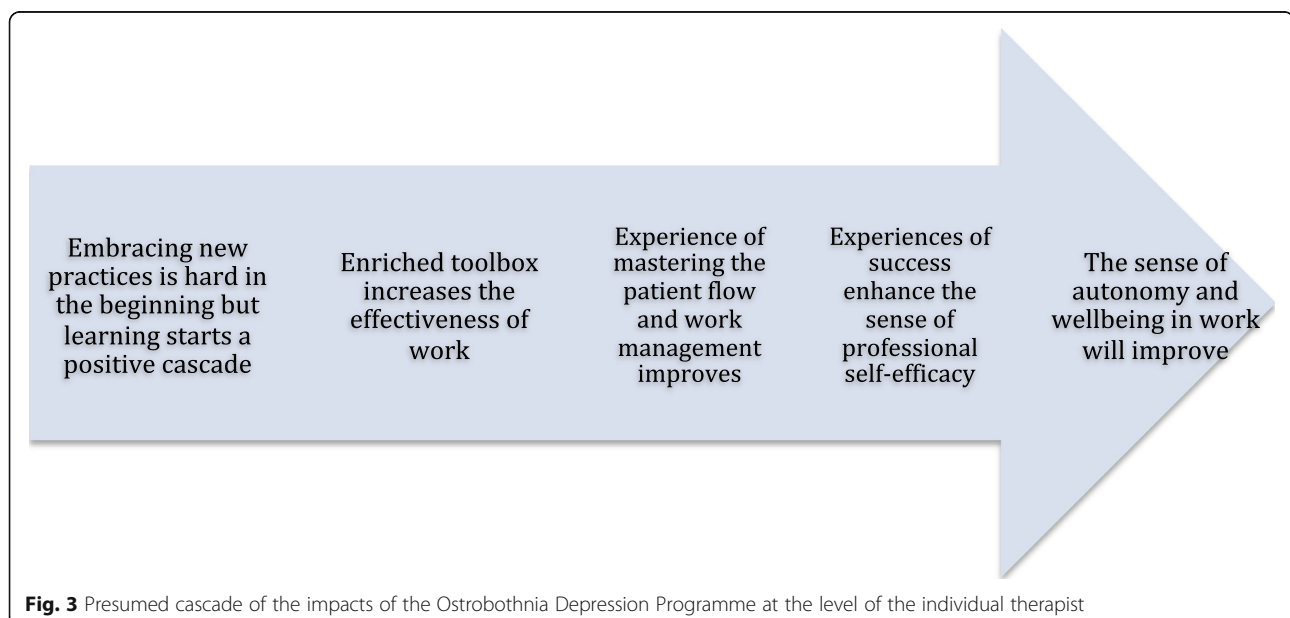 Embracing new
practices is hard in
the beginning but
learning starts a
positive cascade
Enriched toolbox
increases the
effectiveness of
work
Experience of
mastering the
patient flow
and work
management
improves
Experiences of
success
enhance the
sense of
professional
self-efficacy
The sense of
autonomy and
wellbeing in work
will improve
Fig. 3 Presumed cascade of the impacts of the Ostrobothnia Depression Programme at the level of the individual therapist